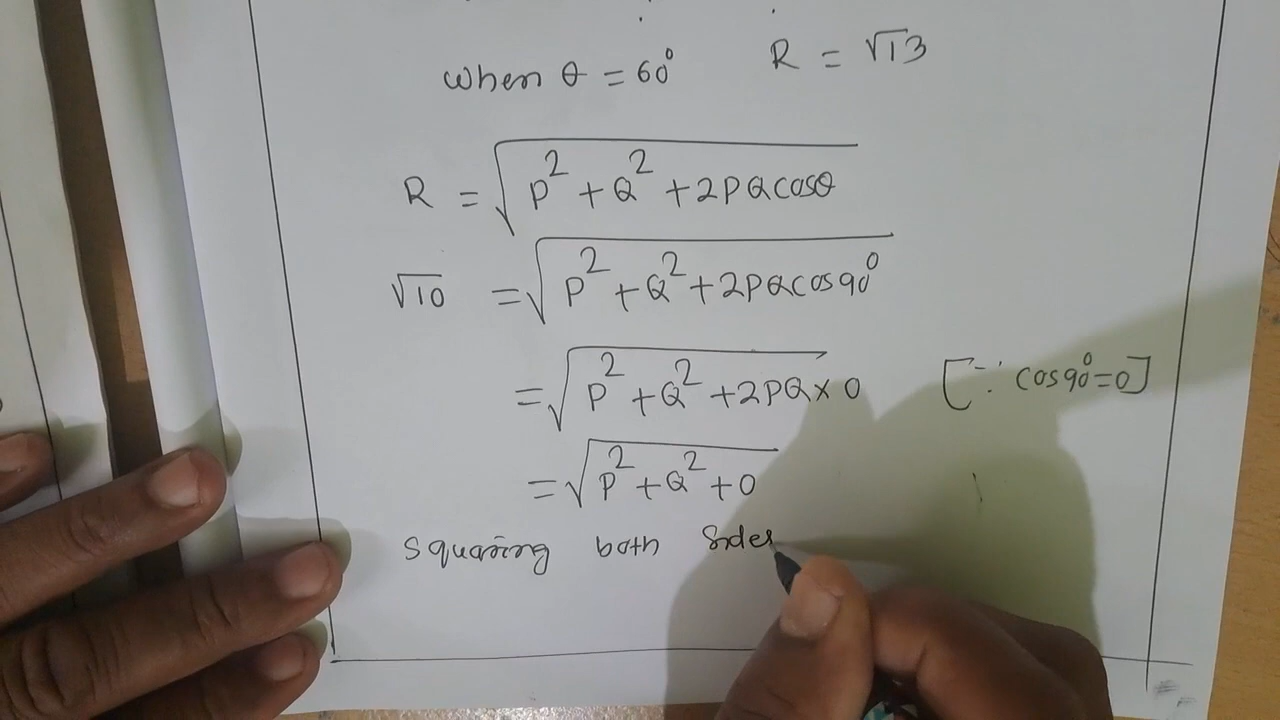 when θ = 60° R = √13
R = √P² + Q² + 2PQcosθ
√10 = √P² + Q² + 2PQcos90°
= √P² + Q² + 2PQ × 0 [∵ cos90° = 0]
= √P² + Q² + 0
squaring both sides